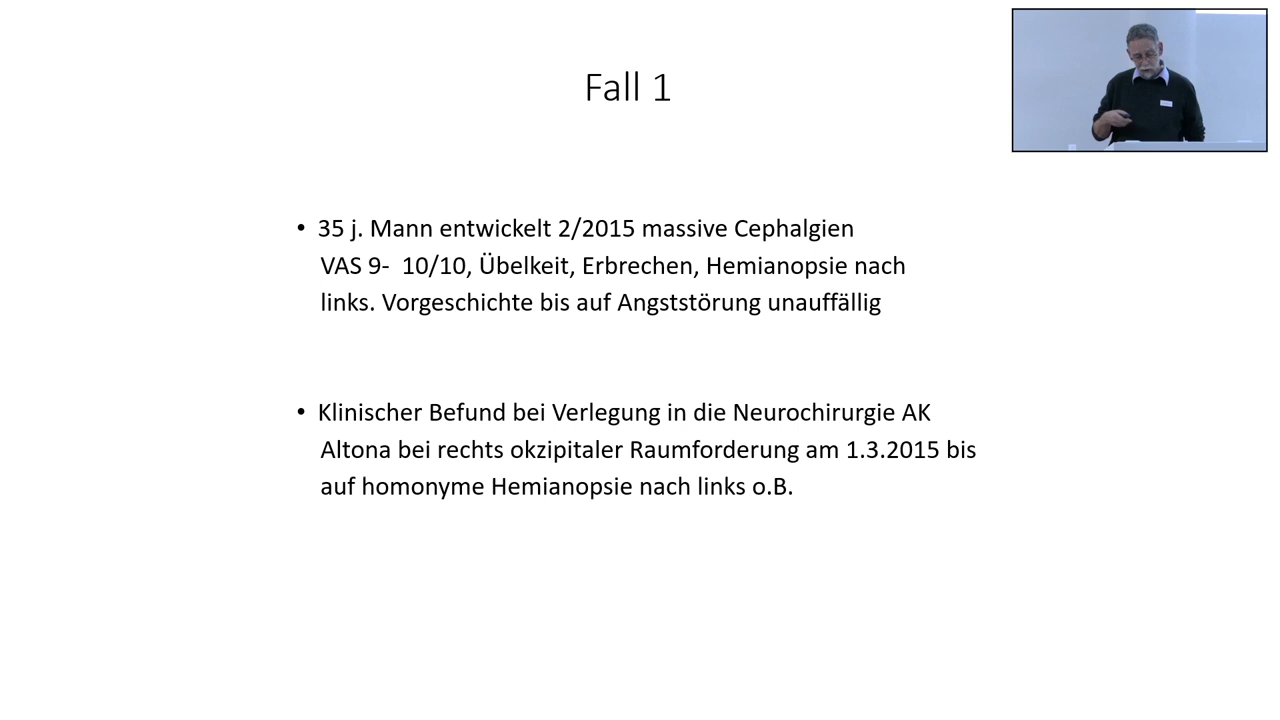 Fall 1
• 35 j. Mann entwickelt 2/2015 massive Cephalgien
VAS 9- 10/10, Übelkeit, Erbrechen, Hemianopsie nach
links. Vorgeschichte bis auf Angststörung unauffällig
• Klinischer Befund bei Verlegung in die Neurochirurgie AK
Altona bei rechts okzipitaler Raumforderung am 1.3.2015 bis
auf homonyme Hemianopsie nach links o.B.